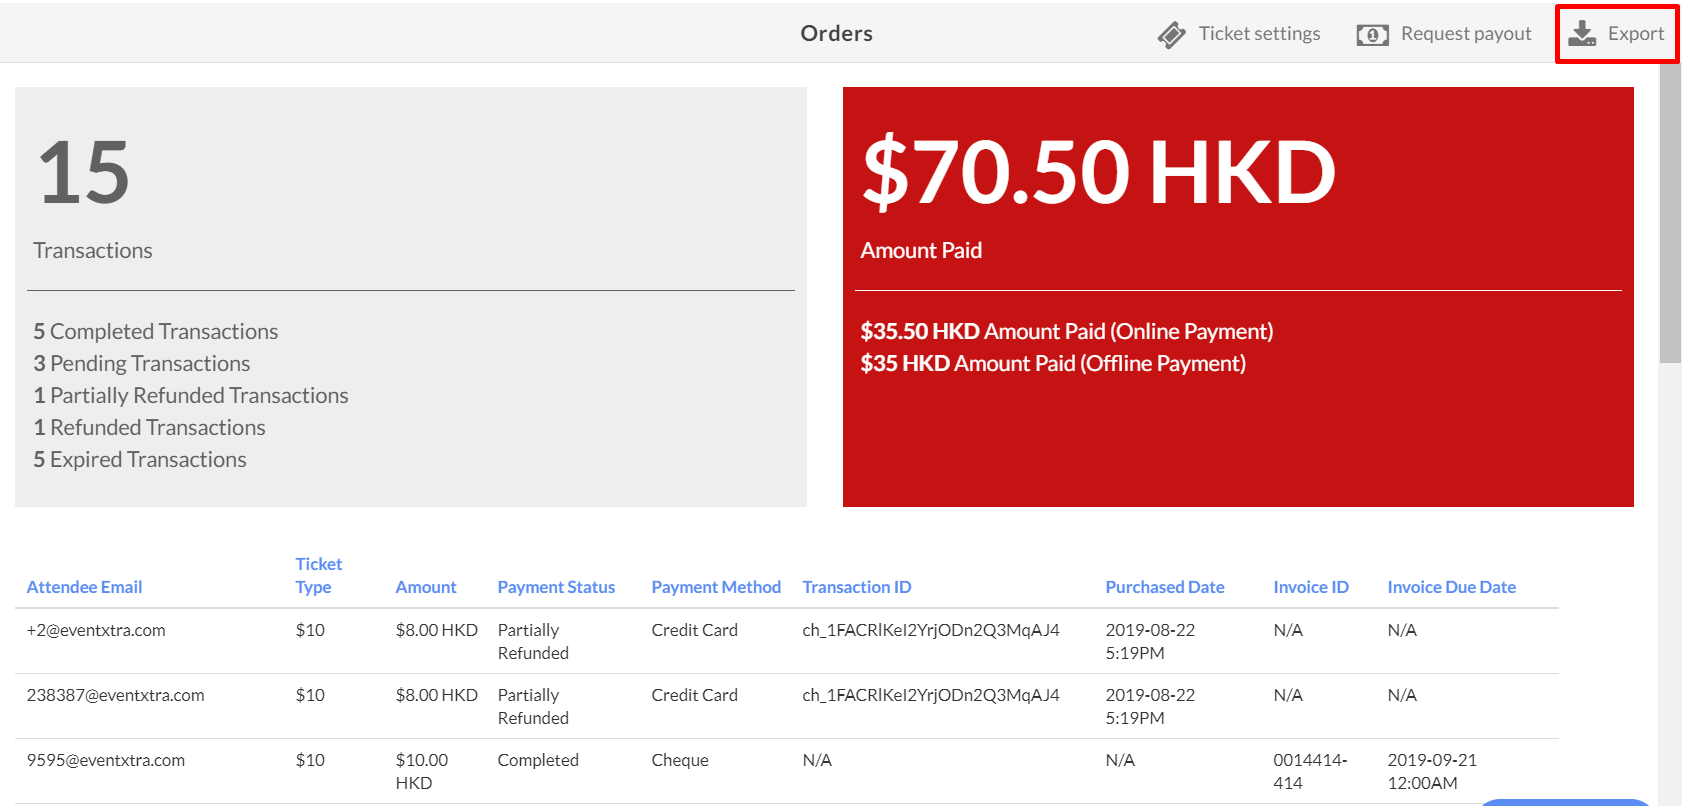 Orders
Ticket settings
Request payout
Export
15
Transactions
5 Completed Transactions
3 Pending Transactions
1 Partially Refunded Transactions
1 Refunded Transactions
5 Expired Transactions
$70.50 HKD
Amount Paid
$35.50 HKD Amount Paid (Online Payment)
$35 HKD Amount Paid (Offline Payment)
Attendee Email
Ticket
Type
Amount
Payment Status
Payment Method
Transaction ID
Purchased Date
Invoice ID
Invoice Due Date
+2@eventxtra.com
$10
$8.00 HKD
Partially
Refunded
Credit Card
ch_1FACRlKeI2YrjODn2Q3MqAJ4
2019-08-22
5:19PM
N/A
N/A
238387@eventxtra.com
$10
$8.00 HKD
Partially
Refunded
Credit Card
ch_1FACRlKeI2YrjODn2Q3MqAJ4
2019-08-22
5:19PM
N/A
N/A
9595@eventxtra.com
$10
$10.00
HKD
Completed
Cheque
N/A
N/A
0014414-
414
2019-09-21
12:00AM